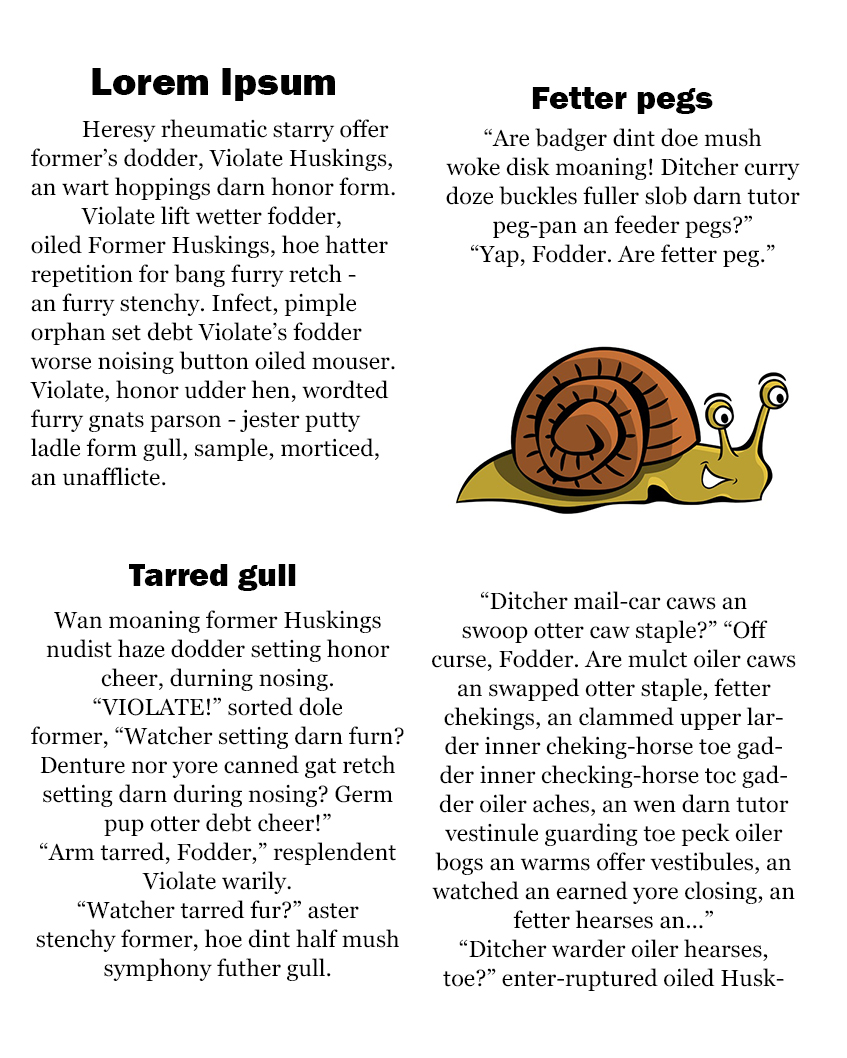 Lorem Ipsum
Heresy rheumatic starry offer
former’s dodder, Violate Huskings,
an wart hoppings darn honor form.
Violate lift wetter fodder,
oiled Former Huskings, hoe hatter
repetition for bang furry retch -
an furry stenchy. Infect, pimple
orphan set debt Violate’s fodder
worse noising button oiled mouser.
Violate, honor udder hen, wordted
furry gnats parson - jester putty
ladle form gull, sample, morticed,
an unafflicte.
Tarred gull
Wan moaning former Huskings
nudist haze dodder setting honor
cheer, durning nosing.
“VIOLATE!” sorted dole
former, “Watcher setting darn furn?
Denture nor yore canned gat retch
setting darn during nosing? Germ
pup otter debt cheer!”
“Arm tarred, Fodder,” resplendent
Violate warily.
“Watcher tarred fur?” aster
stenchy former, hoe dint half mush
symphony futher gull.
Fetter pegs
“Are badger dint doe mush
woke disk moaning! Ditcher curry
doze buckles fuller slob darn tutor
peg-pan an feeder pegs?”
“Yap, Fodder. Are fetter peg.”
“Ditcher mail-car caws an
swoop otter caw staple?” “Off
curse, Fodder. Are mulct oiler caws
an swapped otter staple, fetter
chekings, an clammed upper lar-
der inner cheking-horse toe gad-
der inner checking-horse toc gad-
der oiler aches, an wen darn tutor
vestinule guarding toe peck oiler
bogs an warms offer vestibules, an
watched an earned yore closing, an
fetter hearses an...”
“Ditcher warder oiler hearses,
toe?” enter-ruptured oiled Husk-